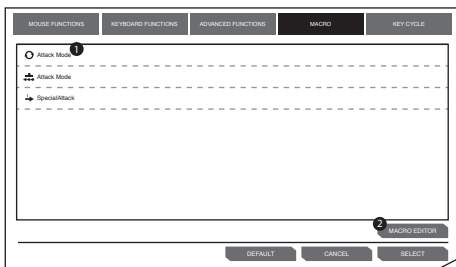 MOUSE FUNCTIONS KEYBOARD FUNCTIONS ADVANCED FUNCTIONS MACRO KEY CYCLE
Attack Mode 1
Attack Mode
SpecialAttack
2
MACRO EDITOR
DEFAULT CANCEL SELECT